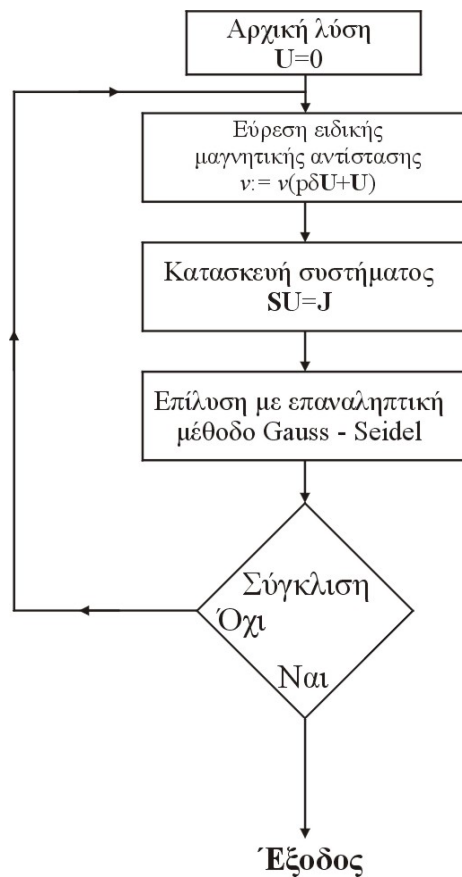 Αρχική λύση
U=0
Εύρεση ειδικής
μαγνητικής αντίστασης
ν:= ν(pδU+U)
Κατασκευή συστήματος
SU=J
Επίλυση με επαναληπτική
μέθοδο Gauss - Seidel
Σύγκλιση
Όχι
Ναι
Έξοδος